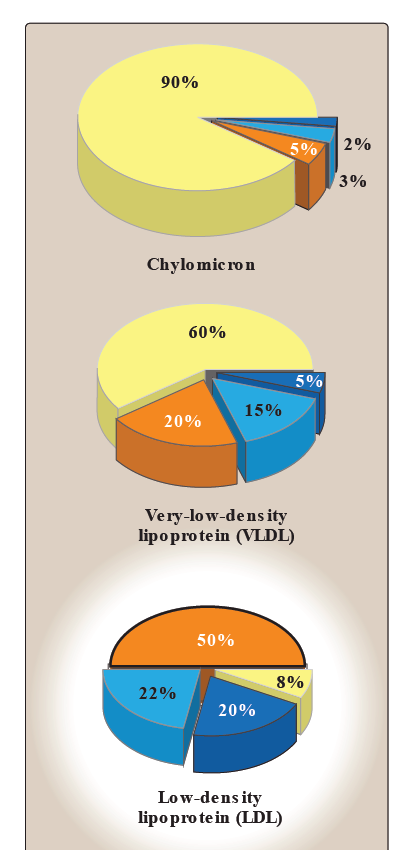 90%
5%
2%
3%
Chylomicron
60%
5%
15%
20%
Very-low-density
lipoprotein (VLDL)
50%
8%
22%
20%
Low-density
lipoprotein (LDL)